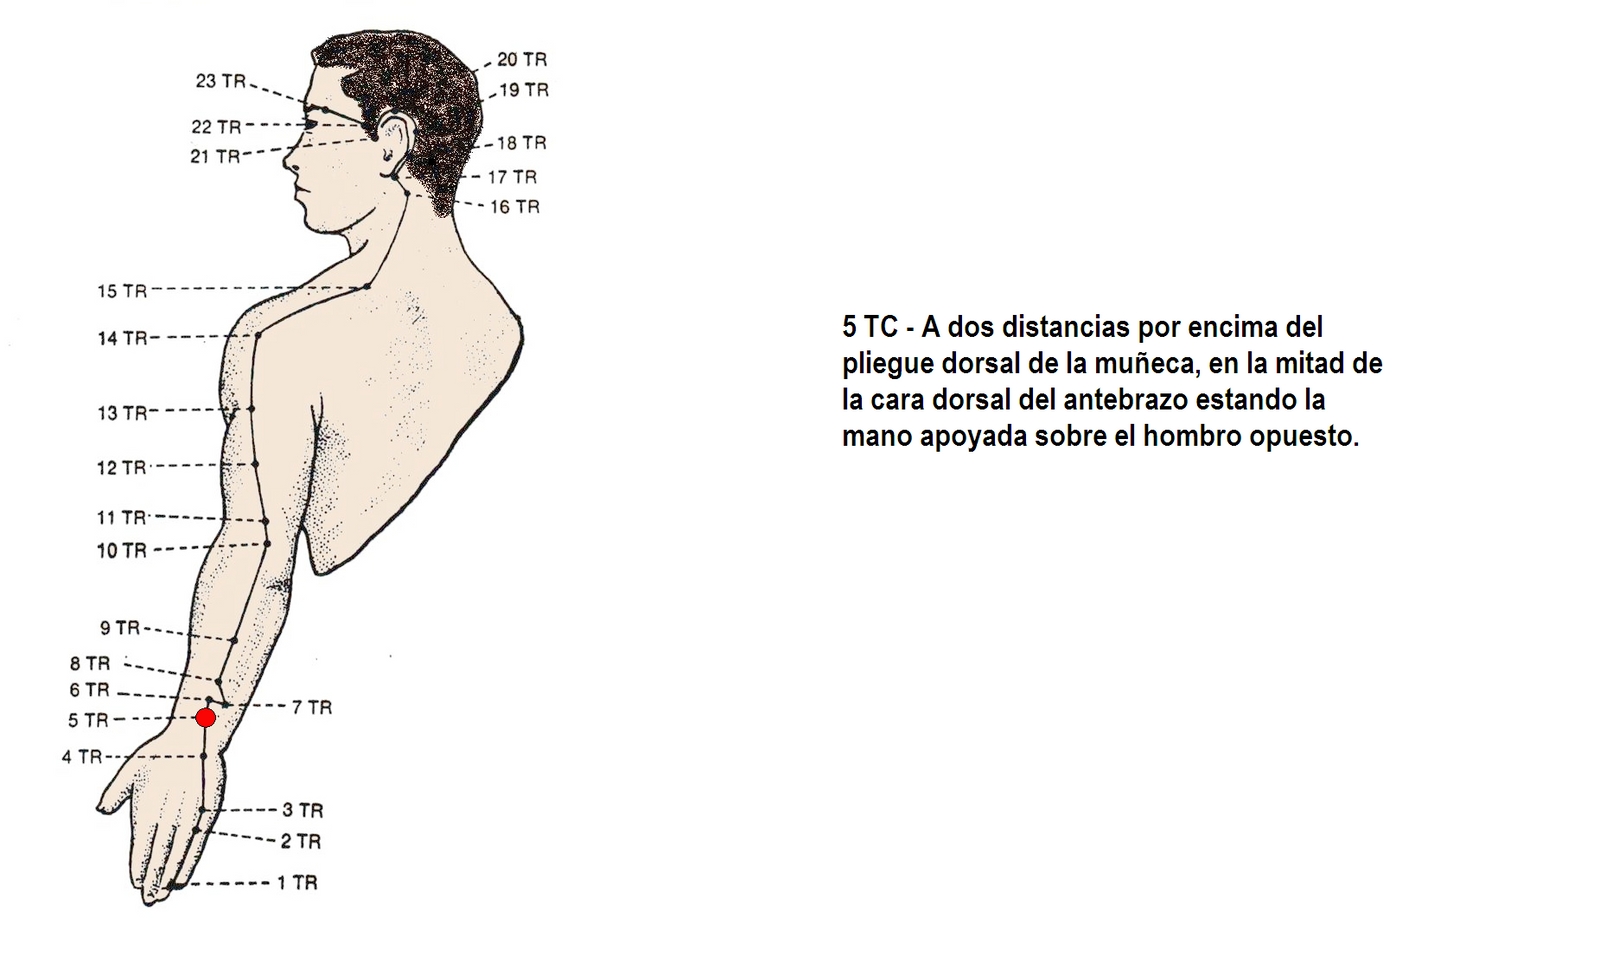 20 TR
23 TR
19 TR
22 TR
18 TR
21 TR
17 TR
16 TR
15 TR
14 TR
13 TR
12 TR
11 TR
10 TR
9 TR
8 TR
6 TR
7 TR
5 TR
4 TR
3 TR
2 TR
1 TR
5 TC - A dos distancias por encima del
pliegue dorsal de la muñeca, en la mitad de
la cara dorsal del antebrazo estando la
mano apoyada sobre el hombro opuesto.